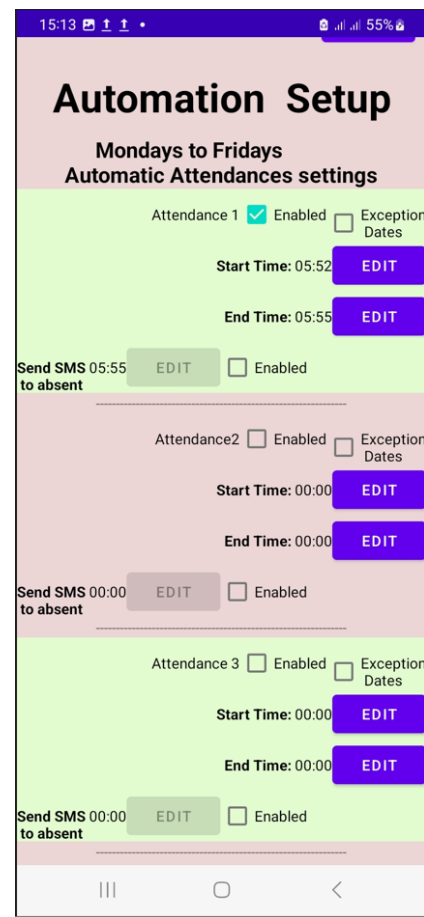 15:13 55%
Automation Setup
Mondays to Fridays
Automatic Attendances settings
Attendance 1 Enabled Exception
Dates
Start Time: 05:52 EDIT
End Time: 05:55 EDIT
Send SMS 05:55 EDIT Enabled
to absent
Attendance2 Enabled Exception
Dates
Start Time: 00:00 EDIT
End Time: 00:00 EDIT
Send SMS 00:00 EDIT Enabled
to absent
Attendance 3 Enabled Exception
Dates
Start Time: 00:00 EDIT
End Time: 00:00 EDIT
Send SMS 00:00 EDIT Enabled
to absent